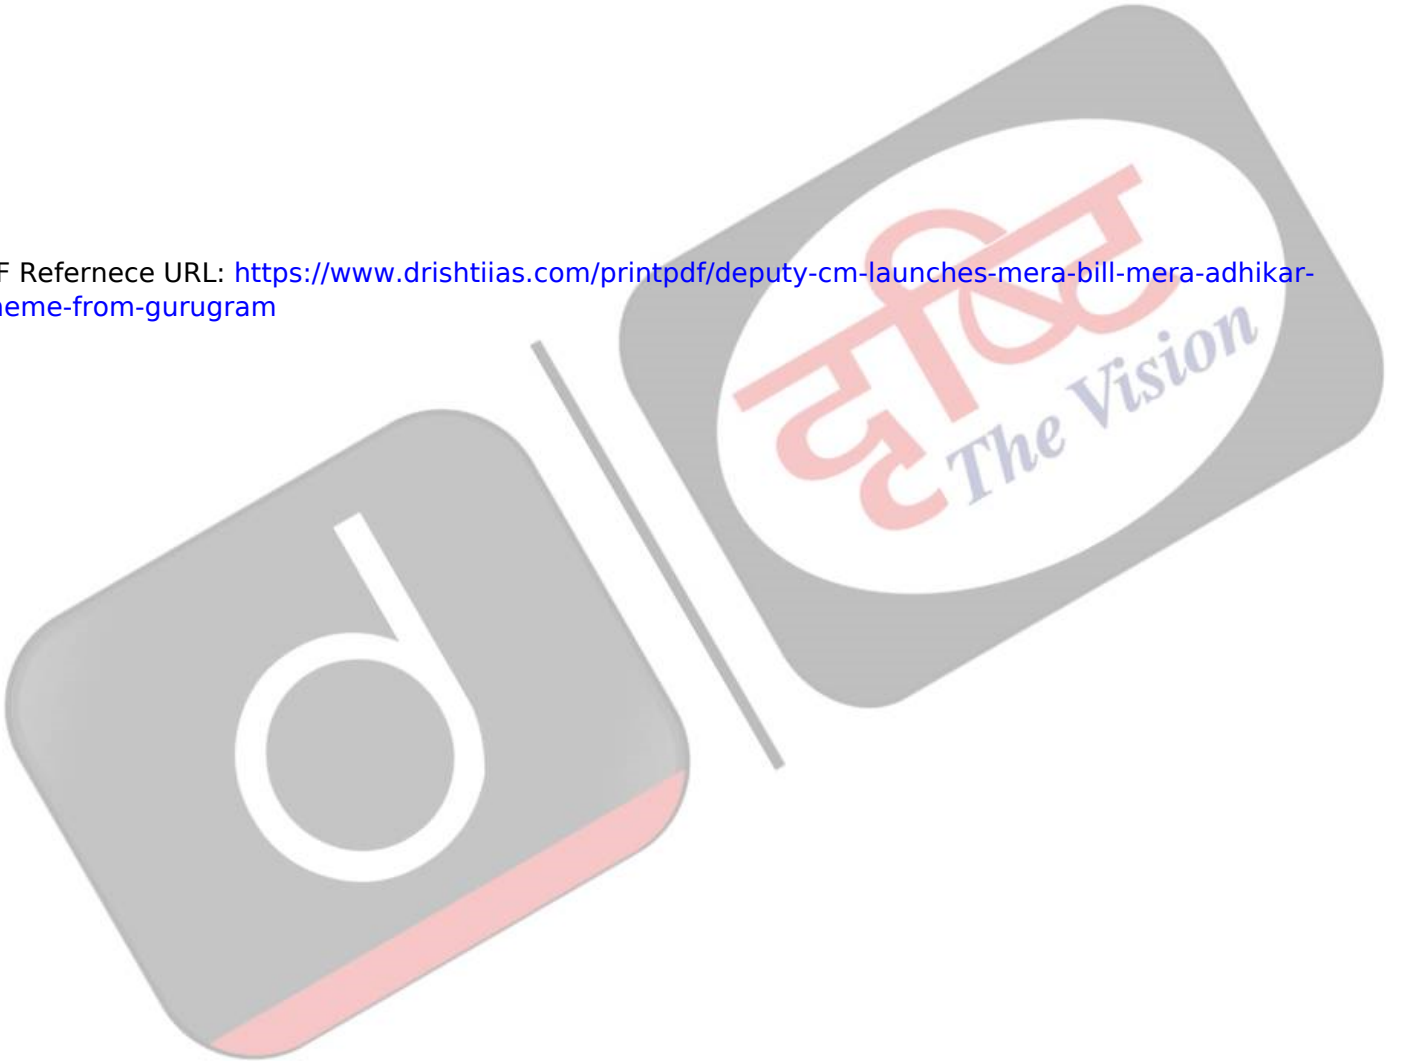 F Refernece URL: https://www.drishtiias.com/printpdf/deputy-cm-launches-mera-bill-mera-adhikar-
heme-from-gurugram
दृष्टि
The Vision
d